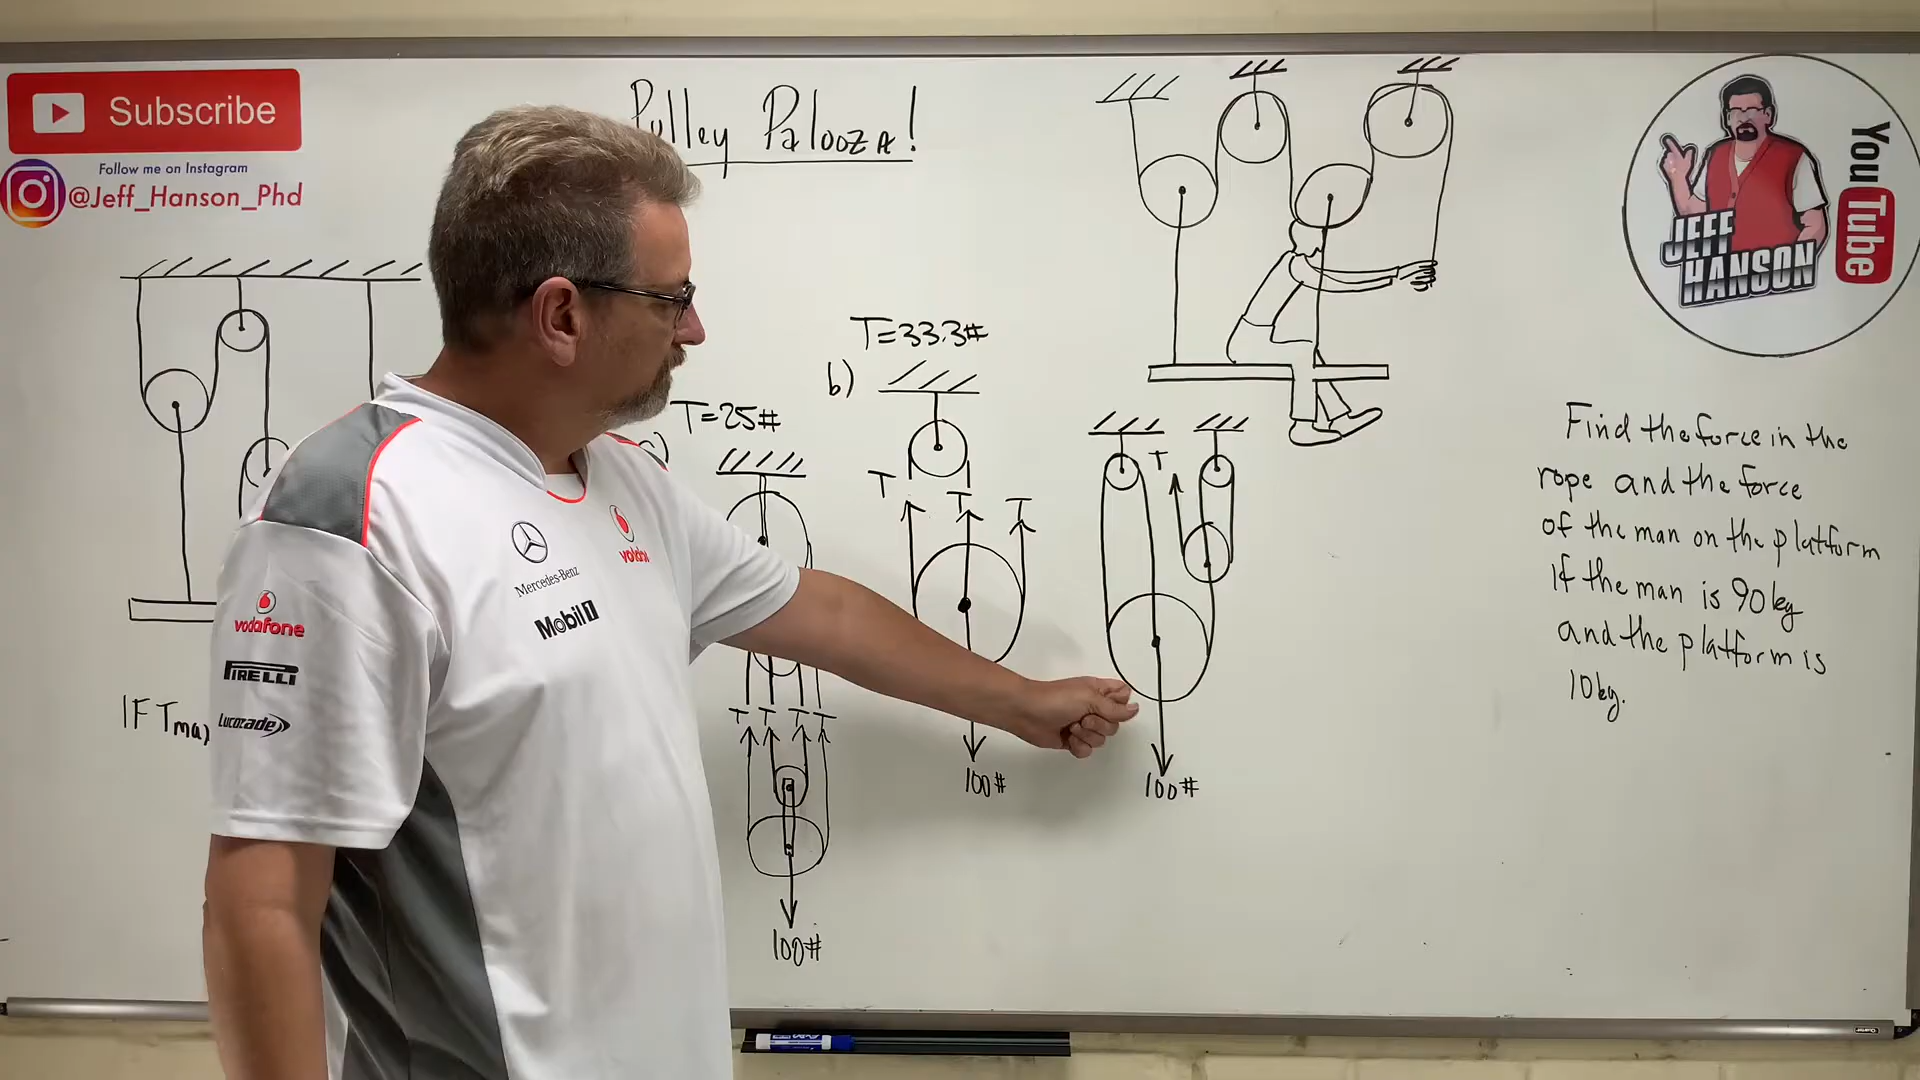 Subscribe
Follow me on Instagram
@Jeff_Hanson_Phd
Pulley Palooza!
YouTube
JEFF
HANSON
T=33.3#
b)
T=25#
T
T
T
T
100#
100#
T T T T
100#
Find the force in the
rope and the force
of the man on the platform
if the man is 90kg
and the platform is
10kg.
IF Tma
Mercedes-Benz
Mobil 1
vodafone
PIRELLI
Lucozade